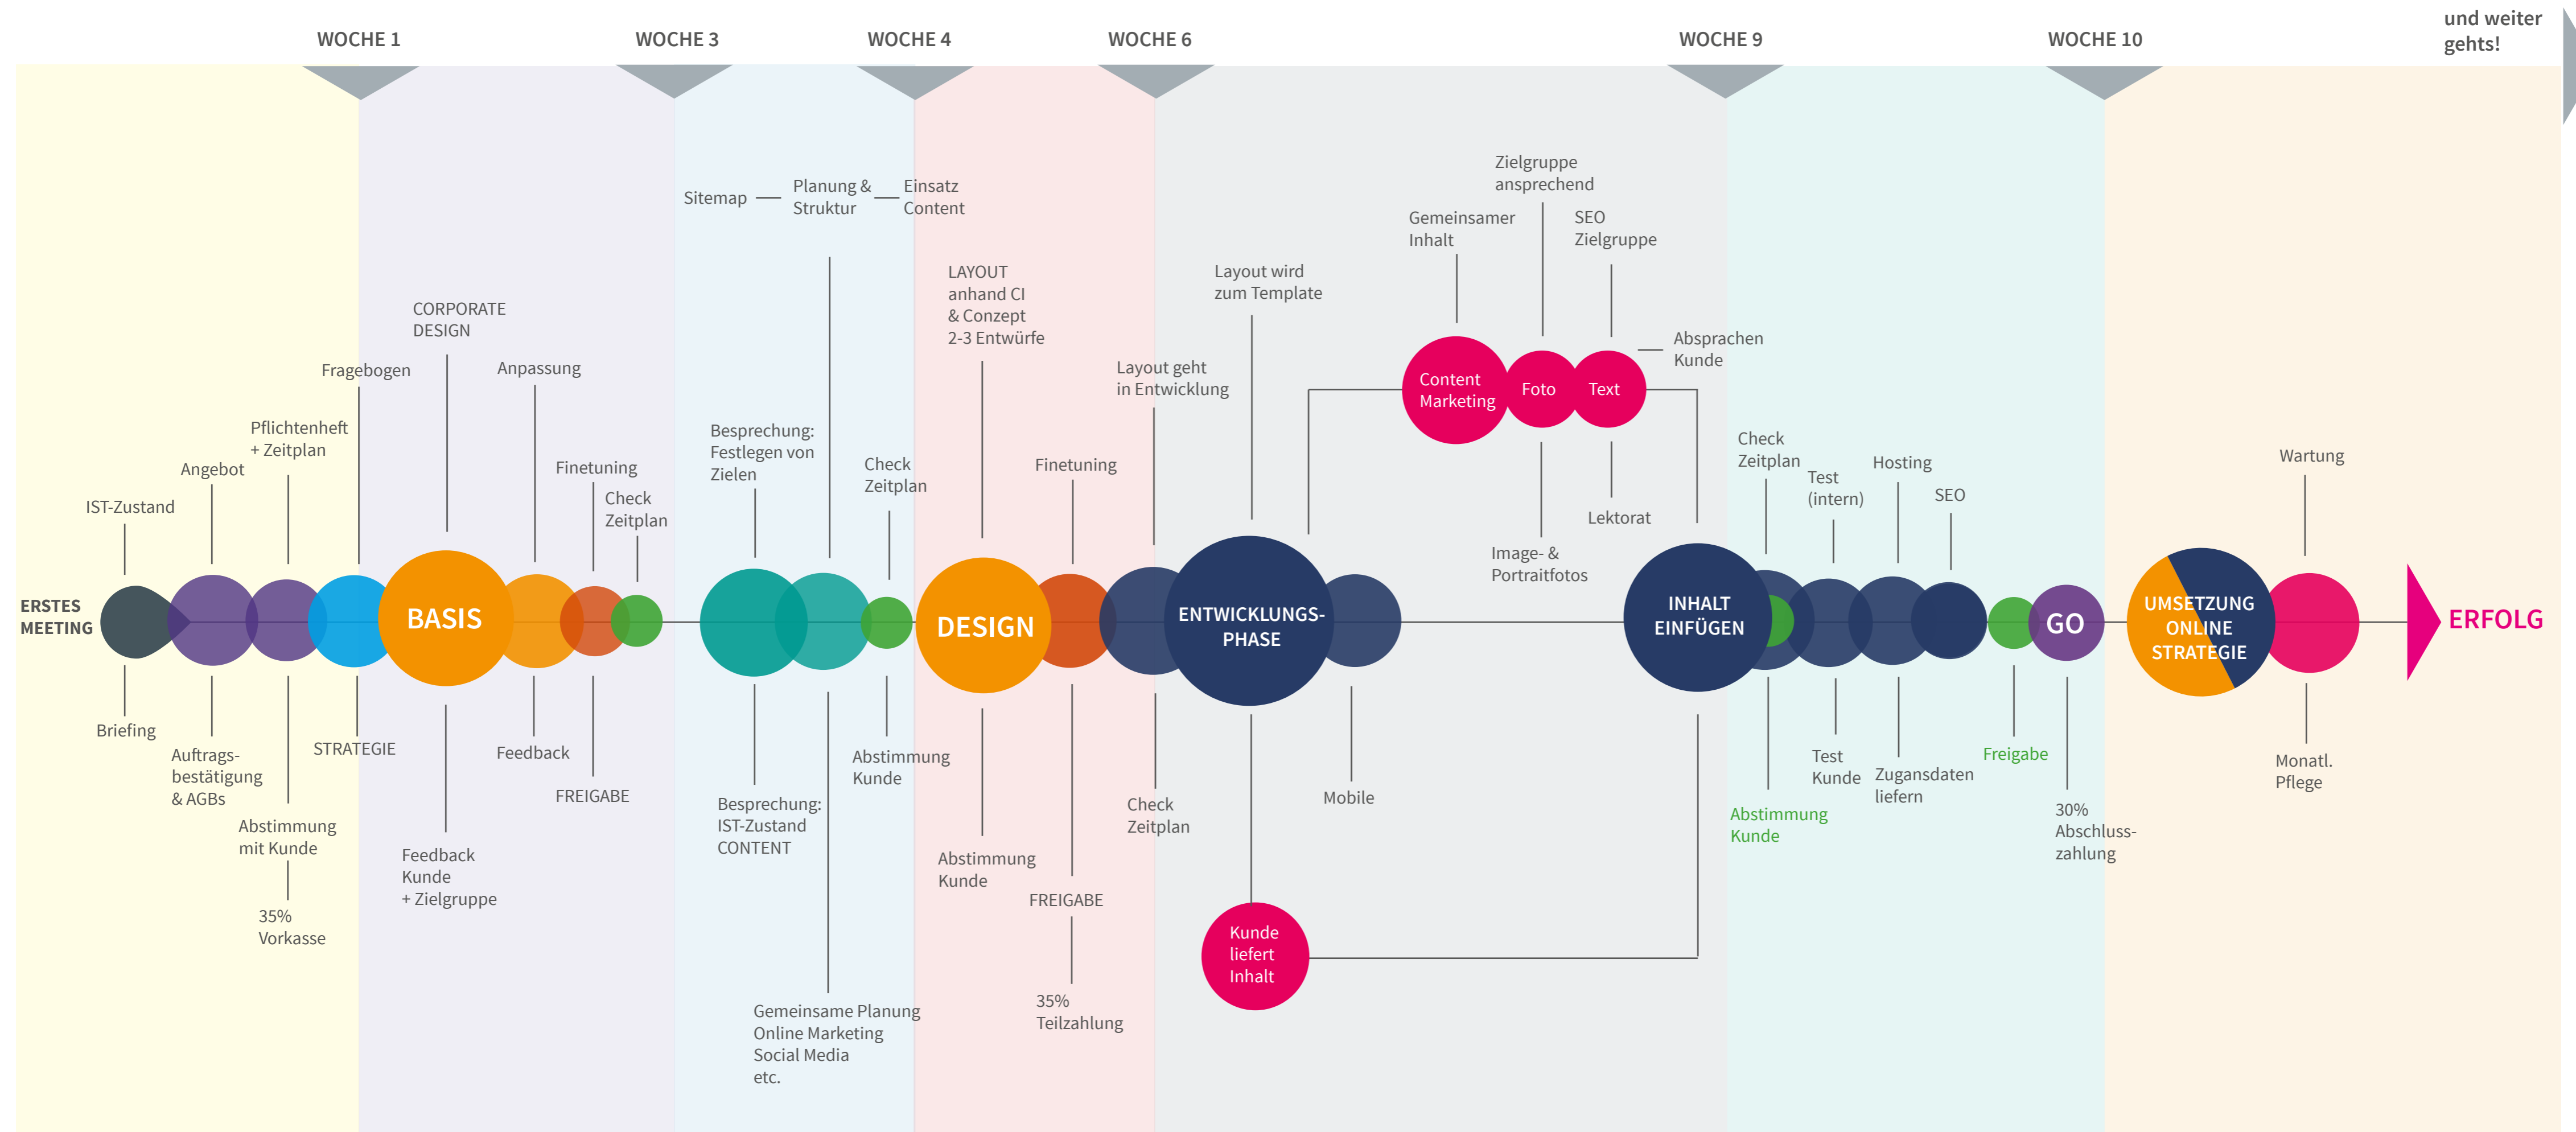 WOCHE 1
WOCHE 3
WOCHE 4
WOCHE 6
WOCHE 9
WOCHE 10
und weiter
gehts!
ERSTES
MEETING
IST-Zustand
Briefing
Angebot
Auftrags-
bestätigung
& AGBs
Pflichtenheft
+ Zeitplan
Abstimmung
mit Kunde
35%
Vorkasse
Fragebogen
STRATEGIE
CORPORATE
DESIGN
BASIS
Feedback
Kunde
+ Zielgruppe
Anpassung
Feedback
Finetuning
FREIGABE
Check
Zeitplan
Sitemap
Planung &
Struktur
Einsatz
Content
Besprechung:
Festlegen von
Zielen
Besprechung:
IST-Zustand
CONTENT
Gemeinsame Planung
Online Marketing
Social Media
etc.
Check
Zeitplan
Abstimmung
Kunde
LAYOUT
anhand CI
& Conzept
2-3 Entwürfe
DESIGN
Abstimmung
Kunde
Finetuning
FREIGABE
35%
Teilzahlung
Layout geht
in Entwicklung
Check
Zeitplan
Layout wird
zum Template
ENTWICKLUNGS-
PHASE
Kunde
liefert
Inhalt
Mobile
Gemeinsamer
Inhalt
Content
Marketing
Zielgruppe
ansprechend
Foto
Image- &
Portraitfotos
SEO
Zielgruppe
Text
Lektorat
Absprachen
Kunde
INHALT
EINFÜGEN
Check
Zeitplan
Abstimmung
Kunde
Test
(intern)
Test
Kunde
Hosting
Zugansdaten
liefern
SEO
Freigabe
GO
30%
Abschluss-
zahlung
UMSETZUNG
ONLINE
STRATEGIE
Wartung
Monatl.
Pflege
ERFOLG